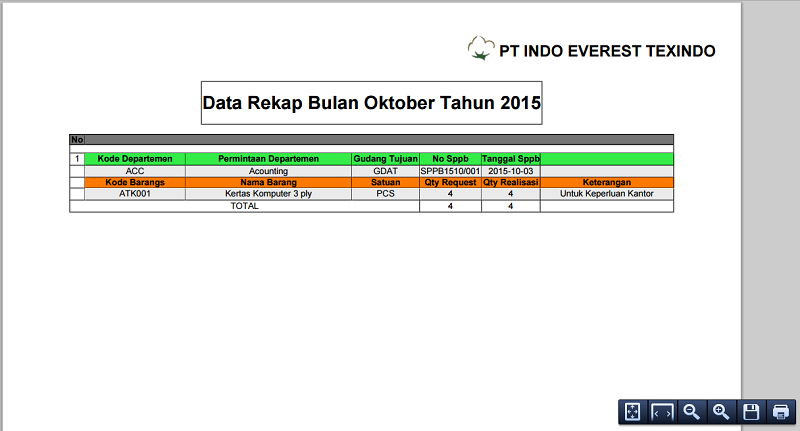 PT INDO EVEREST TEXINDO
Data Rekap Bulan Oktober Tahun 2015
No
1 Kode Departemen Permintaan Departemen Gudang Tujuan No Sppb Tanggal Sppb
ACC Acounting GDAT SPPB1510/001 2015-10-03
Kode Barangs Nama Barang Satuan Qty Request Qty Realisasi Keterangan
ATK001 Kertas Komputer 3 ply PCS 4 4 Untuk Keperluan Kantor
TOTAL 4 4